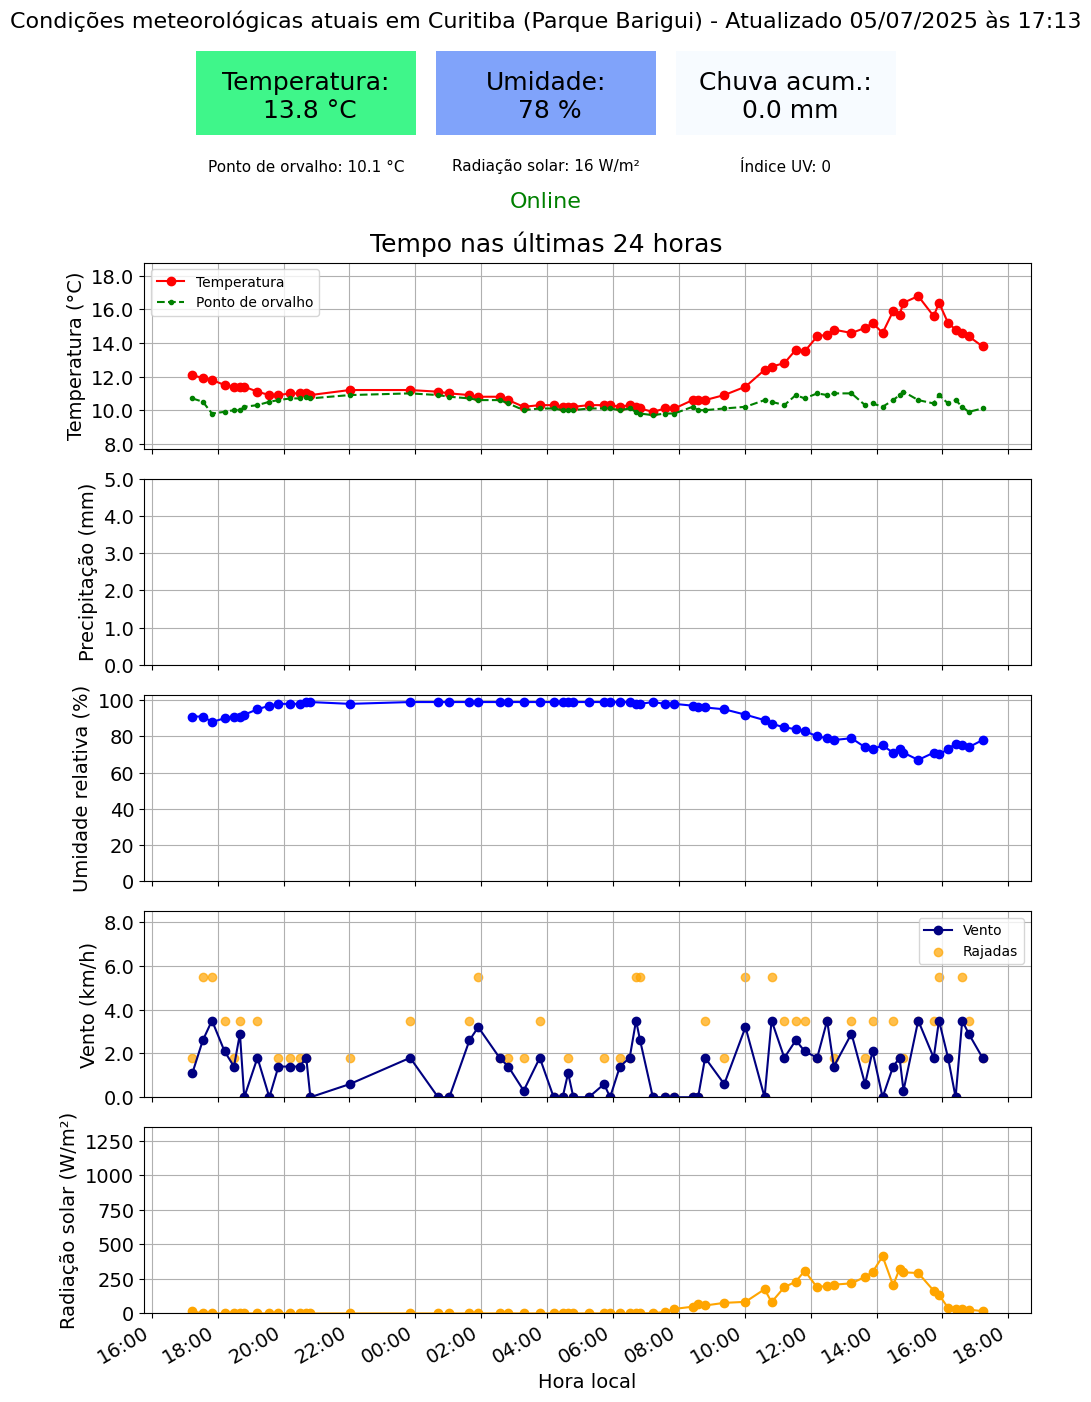 Condições meteorológicas atuais em Curitiba (Parque Barigui) - Atualizado 05/07/2025 às 17:13
Temperatura:
13.8 °C
Umidade:
78 %
Chuva acum.:
0.0 mm
Ponto de orvalho: 10.1 °C
Radiação solar: 16 W/m²
Índice UV: 0
Online
Tempo nas últimas 24 horas
Temperatura (°C)
18.0
16.0
14.0
12.0
10.0
8.0
Temperatura
Ponto de orvalho
Precipitação (mm)
5.0
4.0
3.0
2.0
1.0
0.0
Umidade relativa (%)
100
80
60
40
20
0
Vento (km/h)
8.0
6.0
4.0
2.0
0.0
Vento
Rajadas
Radiação solar (W/m²)
1250
1000
750
500
250
0
16:00
18:00
20:00
22:00
00:00
02:00
04:00
06:00
08:00
10:00
12:00
14:00
16:00
18:00
Hora local